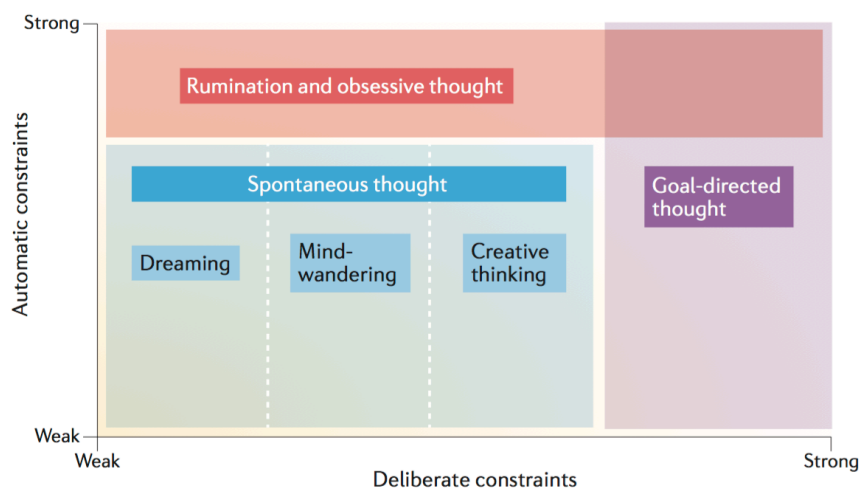 Strong
Rumination and obsessive thought
Automatic constraints
Spontaneous thought
Goal-directed
thought
Dreaming
Mind-
wandering
Creative
thinking
Weak
Weak
Strong
Deliberate constraints